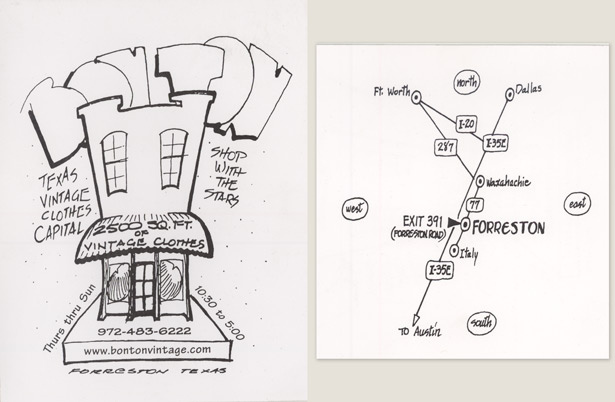 TEXAS
VINTAGE
CLOTHES
CAPITAL
SHOP
WITH
THE
STARS
2500 SQ. FT.
OF
VINTAGE CLOTHES
Thurs thru Sun
10:30 to 5:00
972-483-6222
www.bontonvintage.com
FORRESTON TEXAS
north
Ft. Worth
Dallas
I-20
287
I-35E
Waxahachie
west
77
east
EXIT 391
(FORRESTON ROAD)
FORRESTON
Italy
I-35E
TO Austin
south